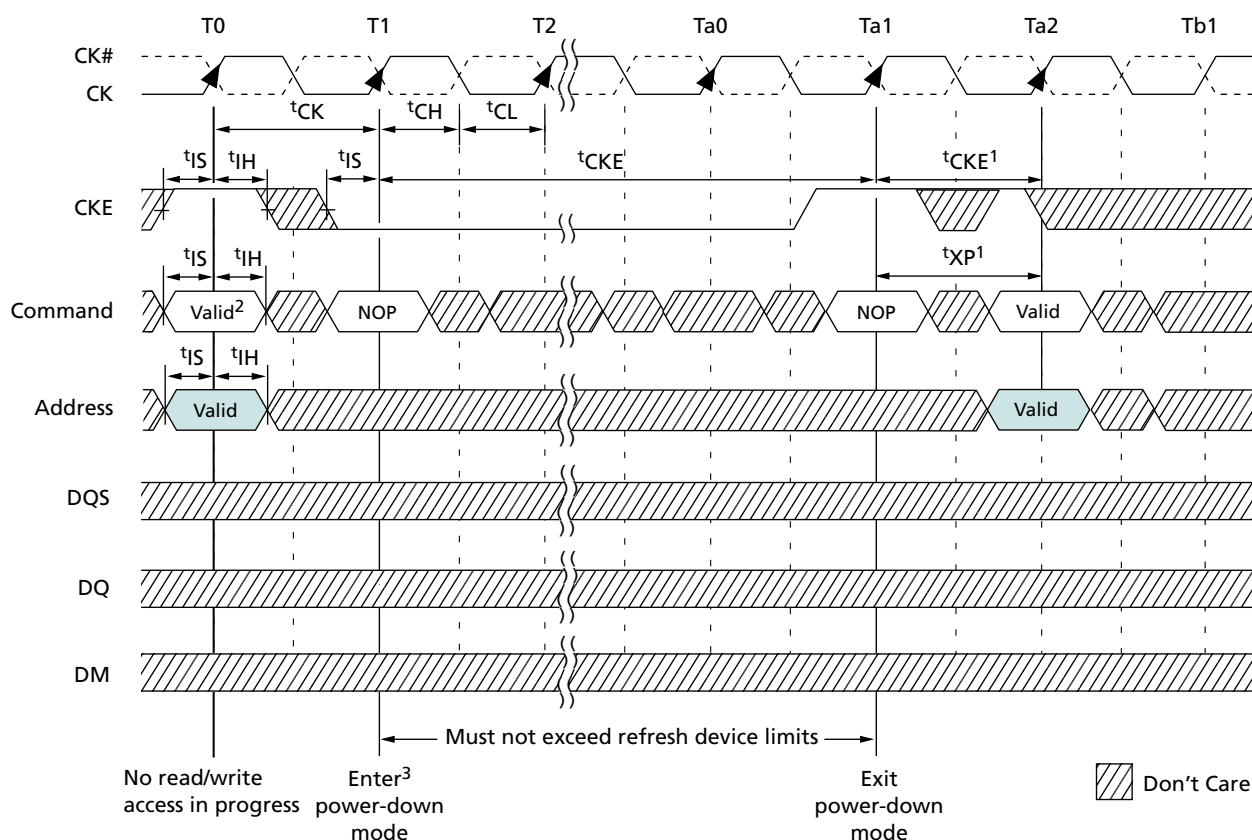 T0 T1 T2 Ta0 Ta1 Ta2 Tb1
CK#
CK
tCK tCH tCL
tIS tIH tIS tCKE tCKE1
CKE
tIS tIH tXP1
Command Valid2 NOP NOP Valid
tIS tIH
Address Valid Valid
DQS
DQ
DM
Must not exceed refresh device limits
No read/write
access in progress
Enter3
power-down
mode
Exit
power-down
mode
Don't Care